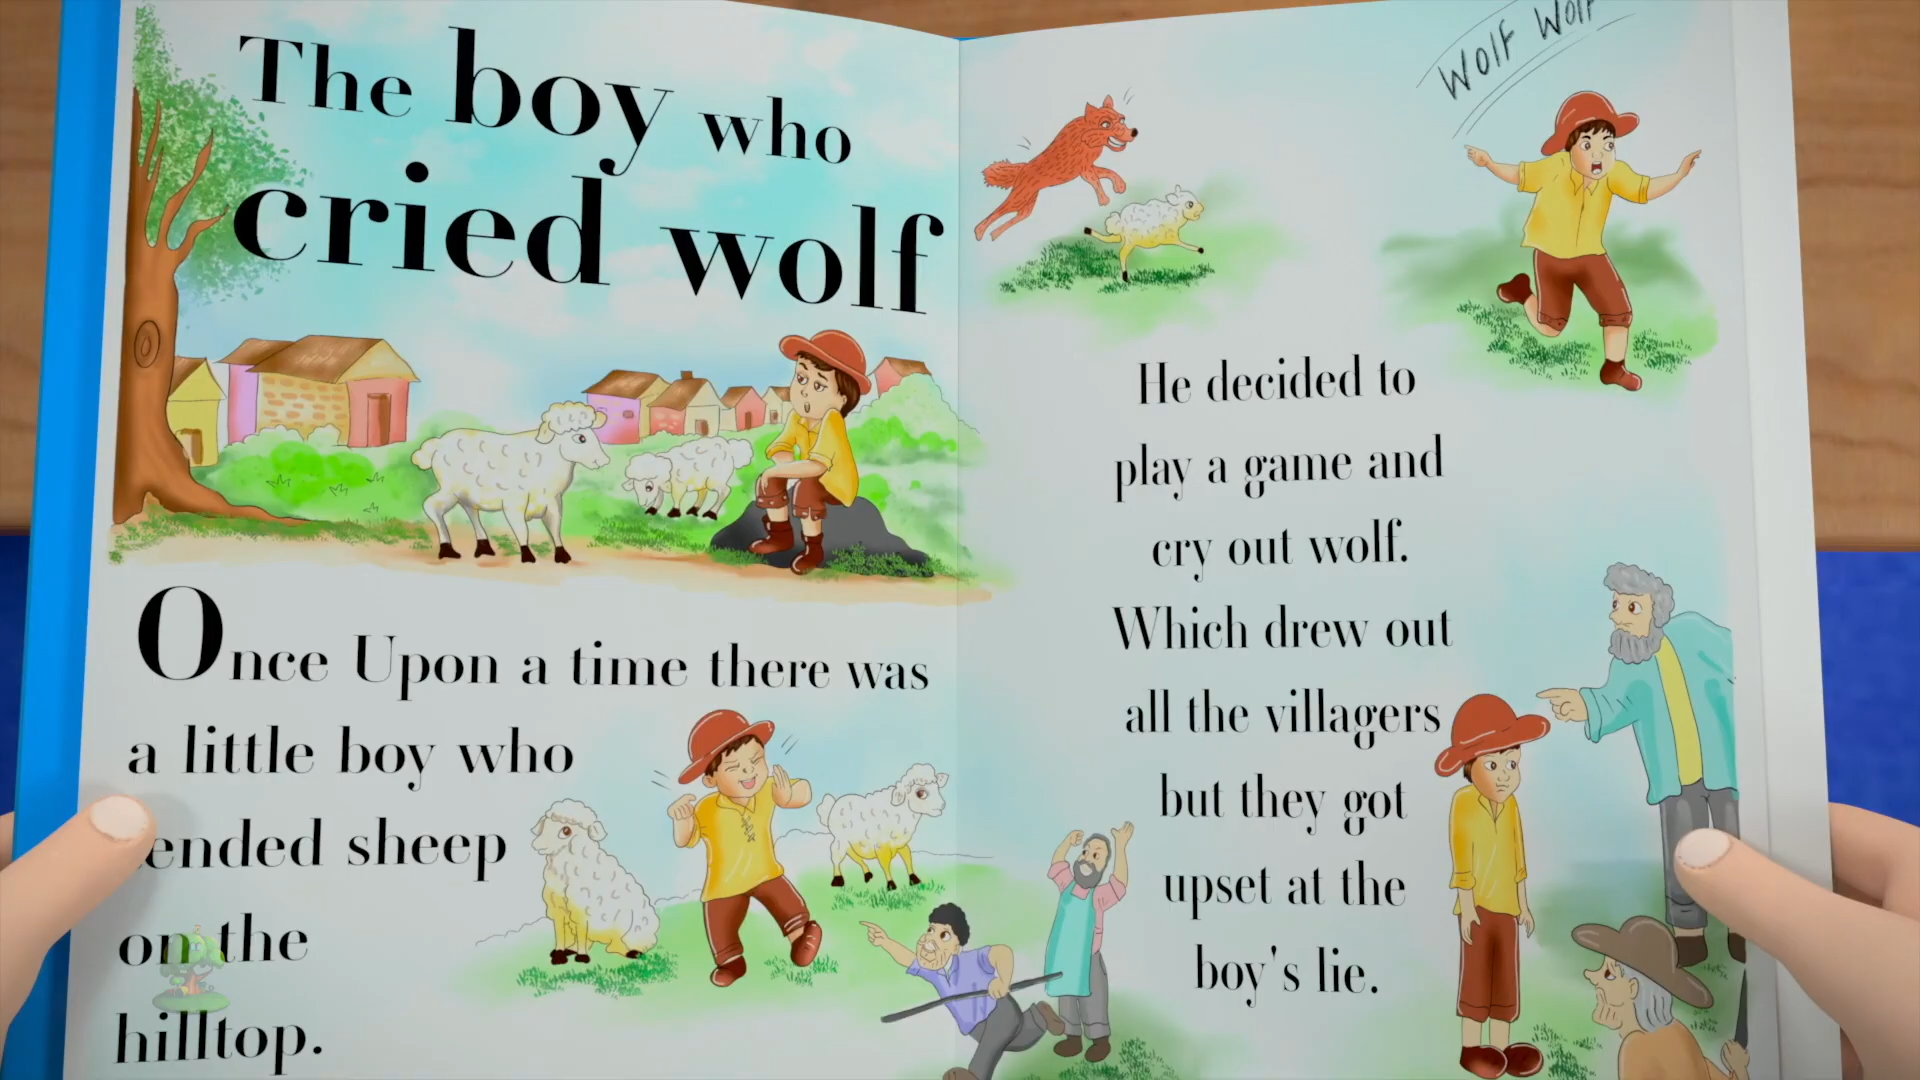 The boy who
cried wolf
Once Upon a time there was
a little boy who
tended sheep
on the
hilltop.
WOLF WOLF
He decided to
play a game and
cry out wolf.
Which drew out
all the villagers
but they got
upset at the
boy's lie.